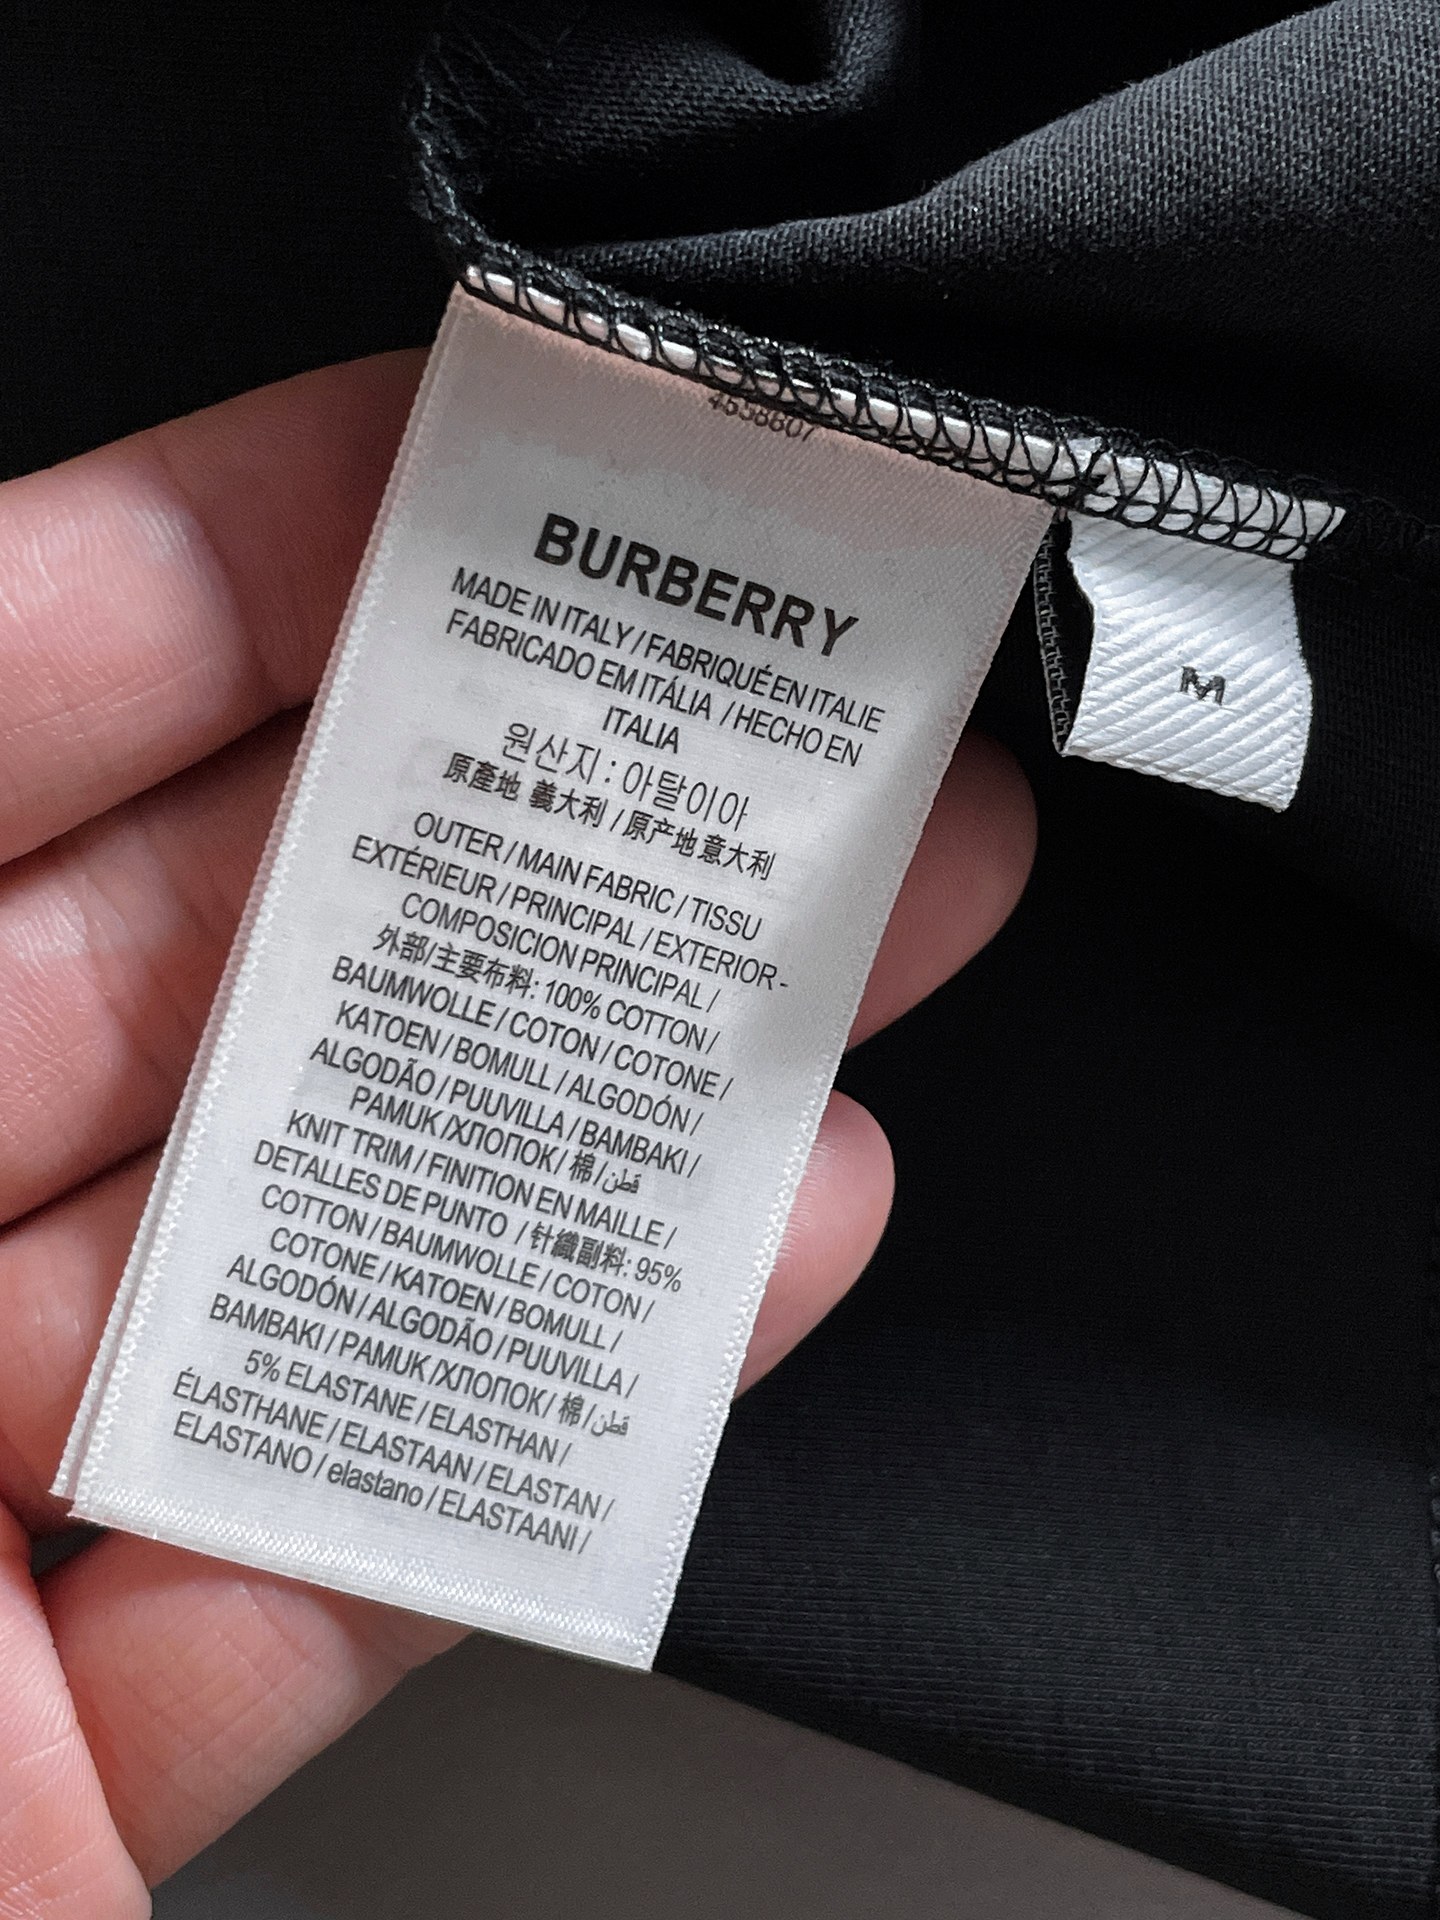 4558807
BURBERRY
MADE IN ITALY / FABRIQUÉ EN ITALIE
FABRICADO EM ITÁLIA / HECHO EN
ITALIA
원산지 : 아탈이아
原產地 義大利 / 原产地 意大利
OUTER / MAIN FABRIC / TISSU
EXTÉRIEUR / PRINCIPAL / EXTERIOR -
COMPOSICION PRINCIPAL /
外部/主要布料: 100% COTTON /
BAUMWOLLE / COTON / COTONE /
KATOEN / BOMULL / ALGODÓN /
ALGODÃO / PUUVILLA / BAMBAKI /
PAMUK /ХЛОПОК/ 棉/قطن
KNIT TRIM / FINITION EN MAILLE /
DETALLES DE PUNTO / 针織副料: 95%
COTTON / BAUMWOLLE / COTON /
COTONE / KATOEN / BOMULL /
ALGODÓN / ALGODÃO / PUUVILLA /
BAMBAKI / PAMUK /ХЛОПОК/ 棉/قطن
5% ELASTANE / ELASTHAN /
ÉLASTHANE / ELASTAAN / ELASTAN /
ELASTANO / elastano / ELASTAANI /
M